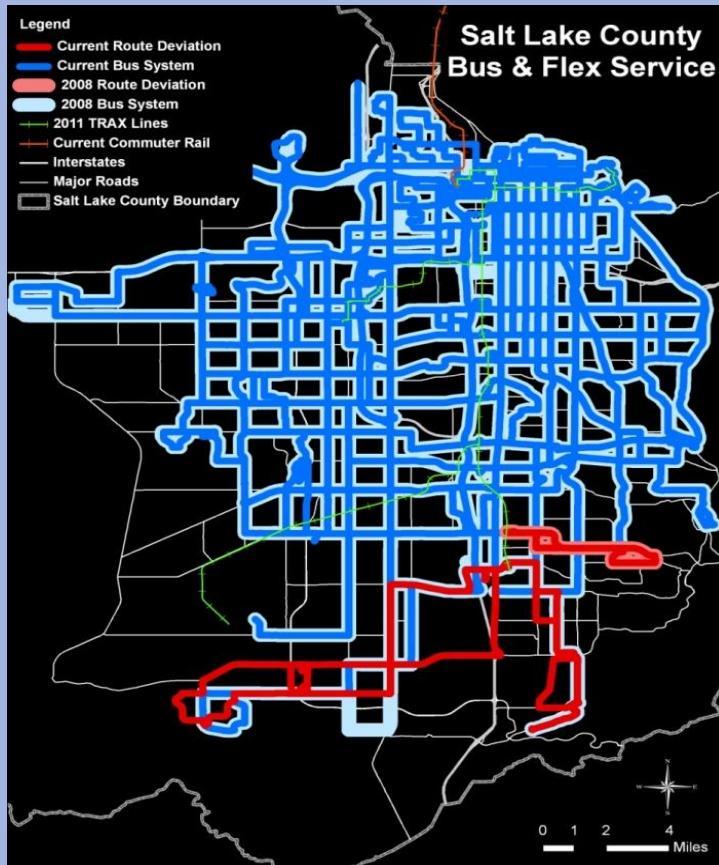 Legend
Current Route Deviation
Current Bus System
2008 Route Deviation
2008 Bus System
2011 TRAX Lines
Current Commuter Rail
Interstates
Major Roads
Salt Lake County Boundary
Salt Lake County
Bus & Flex Service
N
W E
S
0 1 2 4
Miles